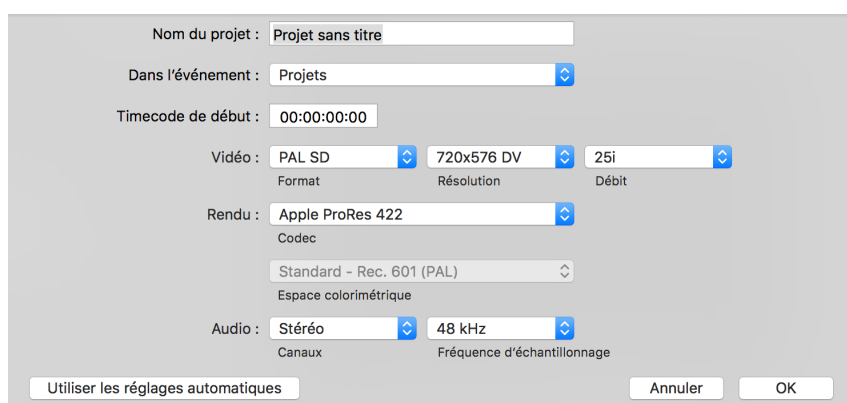 Nom du projet : Projet sans titre
Dans l'événement : Projets
Timecode de début : 00:00:00:00
Vidéo : PAL SD 720x576 DV 25i
Format Résolution Débit
Rendu : Apple ProRes 422
Codec
Standard - Rec. 601 (PAL)
Espace colorimétrique
Audio : Stéréo 48 kHz
Canaux Fréquence d'échantillonnage
Utiliser les réglages automatiques Annuler OK